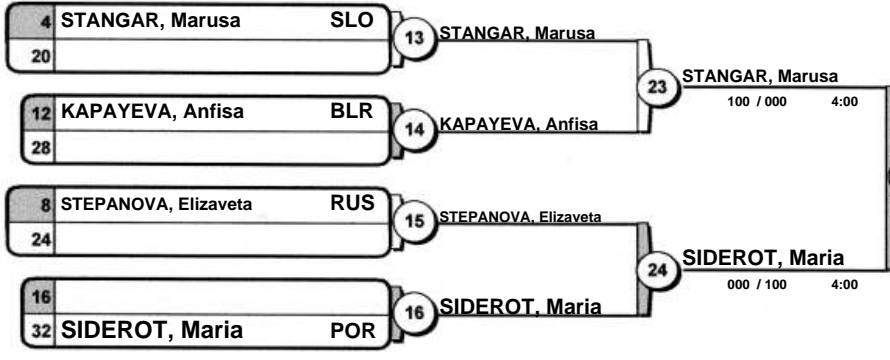 4 STANGAR, Marusa SLO
20
13 STANGAR, Marusa
12 KAPAYEVA, Anfisa BLR
28
14 KAPAYEVA, Anfisa
23 STANGAR, Marusa
100 / 000 4:00
8 STEPANOVA, Elizaveta RUS
24
15 STEPANOVA, Elizaveta
16
32 SIDEROT, Maria POR
16 SIDEROT, Maria
24 SIDEROT, Maria
000 / 100 4:00